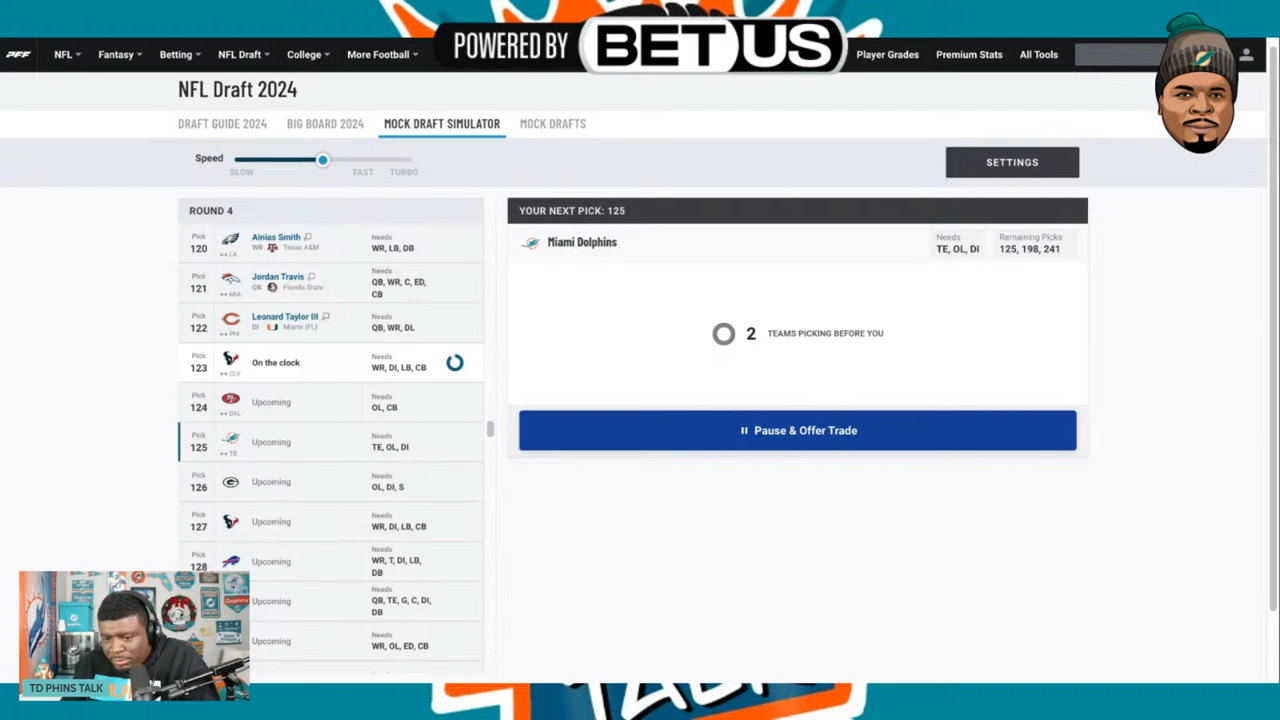 POWERED BY BETUS
PFF
NFL
Fantasy
Betting
NFL Draft
College
More Football
Player Grades
Premium Stats
All Tools
NFL Draft 2024
DRAFT GUIDE 2024
BIG BOARD 2024
MOCK DRAFT SIMULATOR
MOCK DRAFTS
Speed
SLOW
FAST
TURBO
SETTINGS
ROUND 4
Pick 120
LA
Ainias Smith
WR Texas A&M
Needs
WR, LB, DB
Pick 121
MIA
Jordan Travis
QB Florida State
Needs
QB, WR, C, ED,
CB
Pick 122
PHI
Leonard Taylor III
DI Miami (FL)
Needs
QB, WR, DL
Pick 123
CLV
On the clock
Needs
WR, DI, LB, CB
Pick 124
DAL
Upcoming
Needs
OL, CB
Pick 125
TB
Upcoming
Needs
TE, OL, DI
Pick 126
Upcoming
Needs
OL, DI, S
Pick 127
Upcoming
Needs
WR, DI, LB, CB
Pick 128
Upcoming
Needs
WR, T, DI, LB,
DB
Upcoming
Needs
QB, TE, G, C, DI,
DB
Upcoming
Needs
WR, OL, ED, CB
YOUR NEXT PICK: 125
Miami Dolphins
Needs
TE, OL, DI
Remaining Picks
125, 198, 241
2 TEAMS PICKING BEFORE YOU
Pause & Offer Trade
TD PHINS TALK
TALK